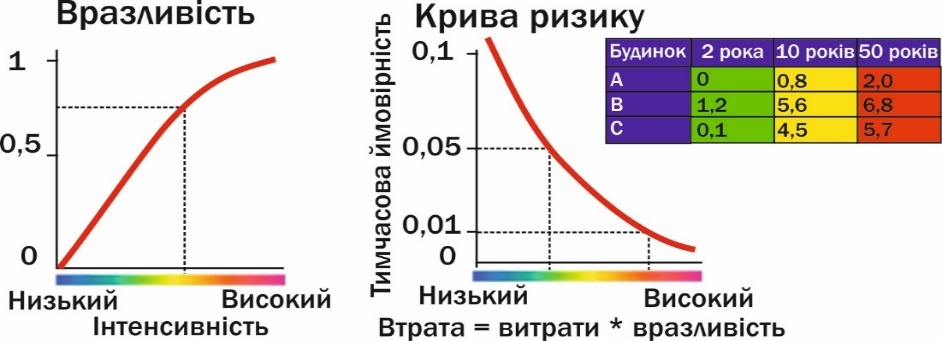 Вразливість
1
0,5
0
Низький Високий
Інтенсивність
Крива ризику
Тимчасова ймовірність
0,1
0,05
0,01
0
Низький Високий
Втрата = витрати * вразливість
Будинок 2 рока 10 років 50 років
A 0 0,8 2,0
B 1,2 5,6 6,8
C 0,1 4,5 5,7